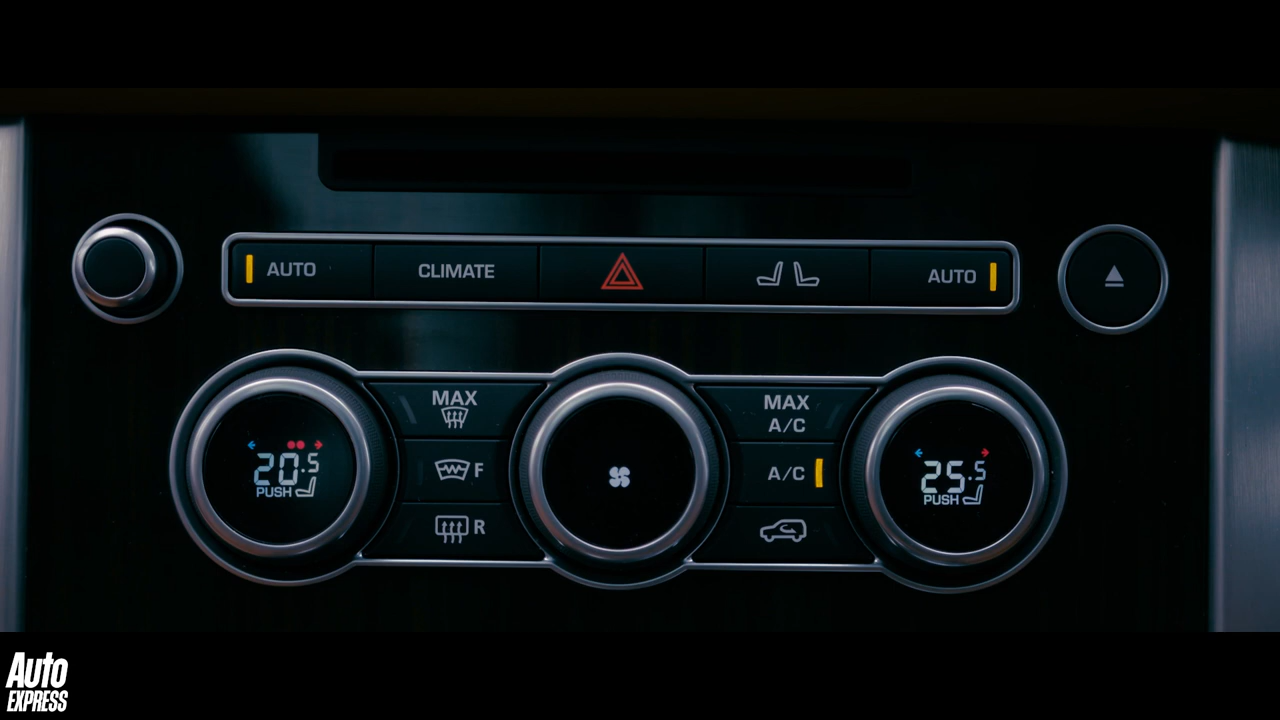 AUTO CLIMATE AUTO
MAX
MAX
A/C
20.5
PUSH
F
A/C
25.5
PUSH
R
Auto
EXPRESS